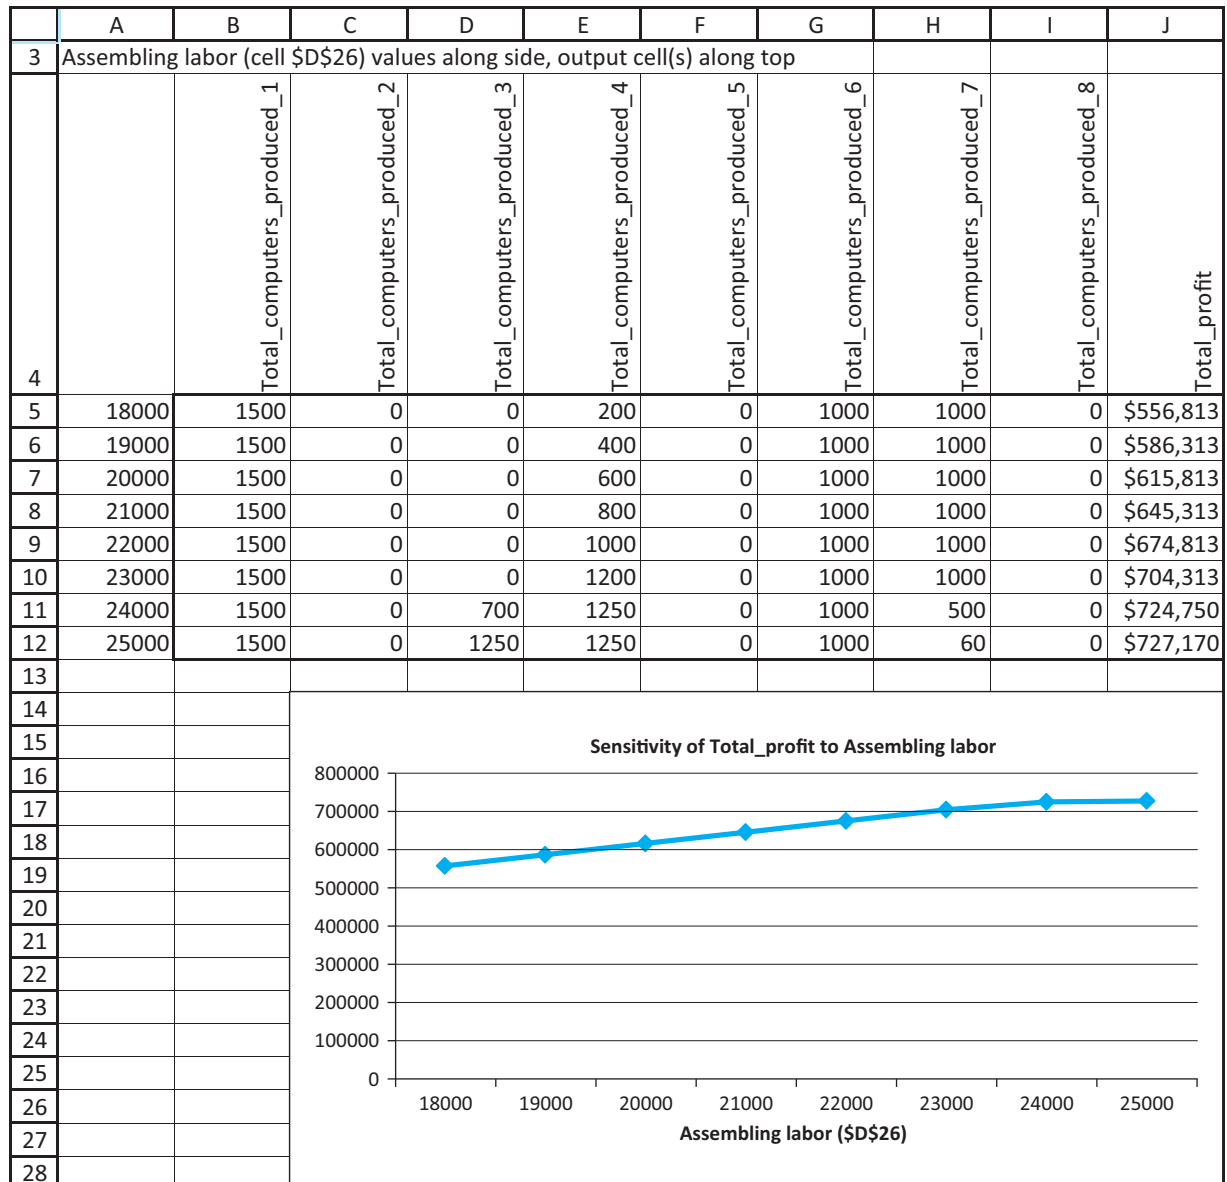 A B C D E F G H I J
3 Assembling labor (cell $D$26) values along side, output cell(s) along top
4 Total_computers_produced_1 Total_computers_produced_2 Total_computers_produced_3 Total_computers_produced_4 Total_computers_produced_5 Total_computers_produced_6 Total_computers_produced_7 Total_computers_produced_8 Total_profit
5 18000 1500 0 0 200 0 1000 1000 0 $556,813
6 19000 1500 0 0 400 0 1000 1000 0 $586,313
7 20000 1500 0 0 600 0 1000 1000 0 $615,813
8 21000 1500 0 0 800 0 1000 1000 0 $645,313
9 22000 1500 0 0 1000 0 1000 1000 0 $674,813
10 23000 1500 0 0 1200 0 1000 1000 0 $704,313
11 24000 1500 0 700 1250 0 1000 500 0 $724,750
12 25000 1500 0 1250 1250 0 1000 60 0 $727,170
13
14
15
16
17
18
19
20
21
22
23
24
25
26
27
28
Sensitivity of Total_profit to Assembling labor
800000
700000
600000
500000
400000
300000
200000
100000
0
18000 19000 20000 21000 22000 23000 24000 25000
Assembling labor ($D$26)